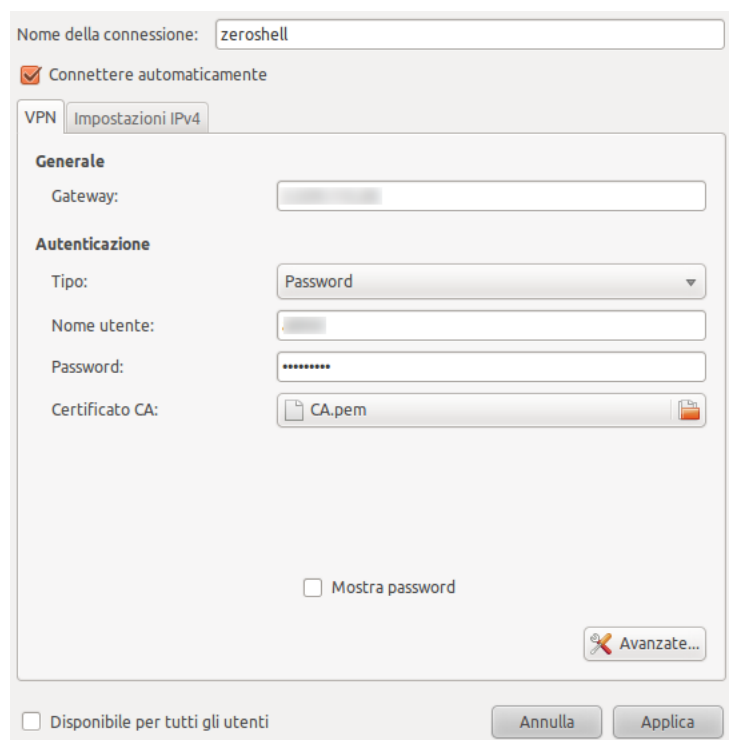 Nome della connessione: zeroshell
Connettere automaticamente
VPN Impostazioni IPv4
Generale
Gateway:
Autenticazione
Tipo: Password
Nome utente:
Password: •••••••••
Certificato CA: CA.pem
Mostra password
Avanzate...
Disponibile per tutti gli utenti Annulla Applica